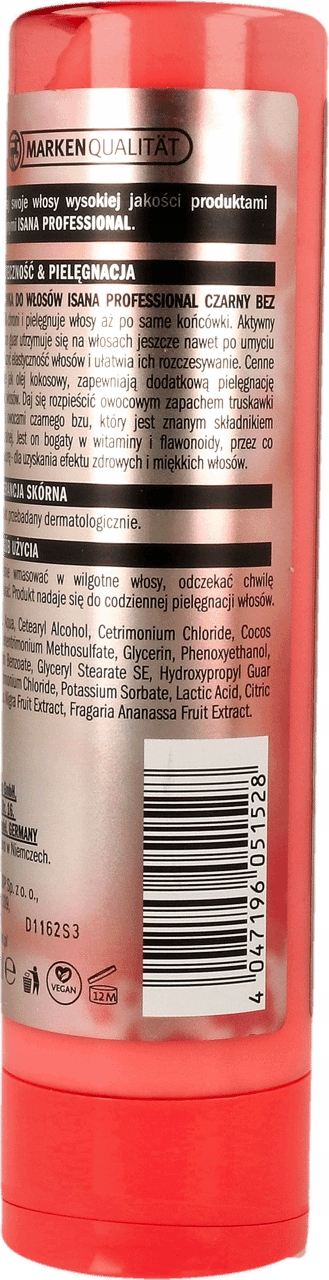 MARKENQUALITÄT
swoje włosy wysokiej jakości produktami
ISANA PROFESSIONAL.
& PIELĘGNACJA
DO WŁOSÓW ISANA PROFESSIONAL CZARNY BEZ
i pielęgnuje włosy aż po same końcówki. Aktywny
guar utrzymuje się na włosach jeszcze nawet po umyciu
elastyczność włosów i ułatwia ich rozczesywanie. Cenne
jak olej kokosowy, zapewniają dodatkową pielęgnację
Daj się rozpieścić owocowym zapachem truskawki
owocami czarnego bzu, który jest znanym składnikiem
Jest on bogaty w witaminy i flawonoidy, przez co
dla uzyskania efektu zdrowych i miękkich włosów.
SKÓRNA
przebadany dermatologicznie.
UŻYCIA
wmasować w wilgotne włosy, odczekać chwilę
Produkt nadaje się do codziennej pielęgnacji włosów.
Cetearyl Alcohol, Cetrimonium Chloride, Cocos
Methosulfate, Glycerin, Phenoxyethanol,
Benzoate, Glyceryl Stearate SE, Hydroxypropyl Guar
Chloride, Potassium Sorbate, Lactic Acid, Citric
Nigra Fruit Extract, Fragaria Ananassa Fruit Extract.
GmbH,
16,
GERMANY
w Niemczech.
Sp. z o. o.,
D1162S3
VEGAN
12M
4 047196 051528